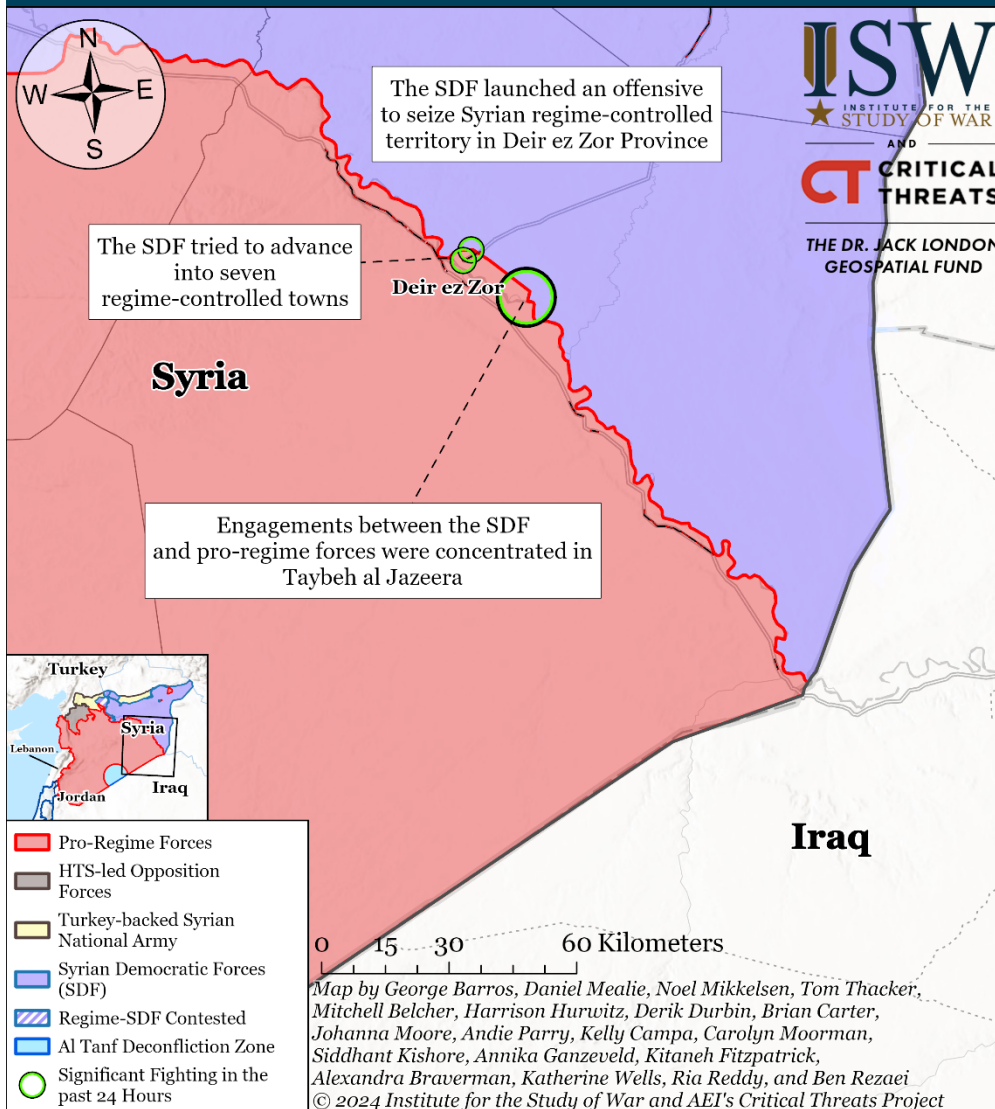 N
W E
S
The SDF launched an offensive
to seize Syrian regime-controlled
territory in Deir ez Zor Province
ISW
INSTITUTE FOR THE
STUDY OF WAR
AND
CT CRITICAL
THREATS
THE DR. JACK LONDON
GEOSPATIAL FUND
The SDF tried to advance
into seven
regime-controlled towns
Deir ez Zor
Syria
Engagements between the SDF
and pro-regime forces were concentrated in
Taybeh al Jazeera
Iraq
Turkey
Syria
Lebanon
Iraq
Jordan
Pro-Regime Forces
HTS-led Opposition
Forces
Turkey-backed Syrian
National Army
Syrian Democratic Forces
(SDF)
Regime-SDF Contested
Al Tanf Deconfliction Zone
Significant Fighting in the
past 24 Hours
0 15 30 60 Kilometers
Map by George Barros, Daniel Mealie, Noel Mikkelsen, Tom Thacker,
Mitchell Belcher, Harrison Hurwitz, Derik Durbin, Brian Carter,
Johanna Moore, Andie Parry, Kelly Campa, Carolyn Moorman,
Siddhant Kishore, Annika Ganzeveld, Kitaneh Fitzpatrick,
Alexandra Braverman, Katherine Wells, Ria Reddy, and Ben Rezaei
© 2024 Institute for the Study of War and AEI's Critical Threats Project